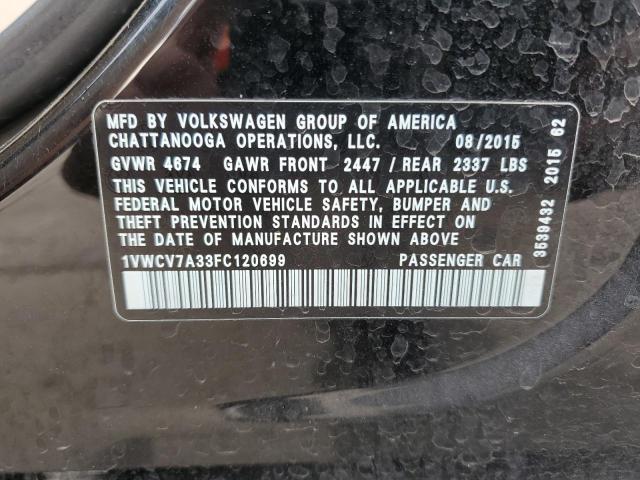 MFD BY VOLKSWAGEN GROUP OF AMERICA
CHATTANOOGA OPERATIONS, LLC. 08/2015
GVWR 4674 GAWR FRONT 2447 / REAR 2337 LBS
THIS VEHICLE CONFORMS TO ALL APPLICABLE U.S.
FEDERAL MOTOR VEHICLE SAFETY, BUMPER AND
THEFT PREVENTION STANDARDS IN EFFECT ON
THE DATE OF MANUFACTURE SHOWN ABOVE
1VWCV7A33FC120699 PASSENGER CAR
3539432 2015 62